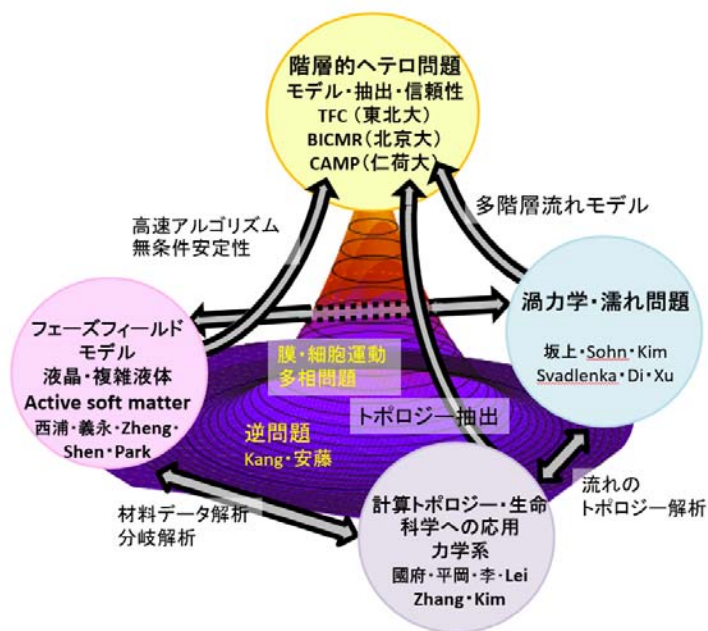 階層的ヘテロ問題
モデル・抽出・信頼性
TFC（東北大）
BICMR（北京大）
CAMP（仁荷大）
高速アルゴリズム
無条件安定性
多階層流れモデル
フェーズフィールド
モデル
液晶・複雑液体
Active soft matter
西浦・義永・Zheng・
Shen・Park
渦力学・濡れ問題
坂上・Sohn・Kim
Svadlenka・Di・Xu
膜・細胞運動
多相問題
トポロジー抽出
逆問題
Kang・安藤
材料データ解析
分岐解析
計算トポロジー・生命
科学への応用
力学系
國府・平岡・李・Lei
Zhang・Kim
流れの
トポロジー解析